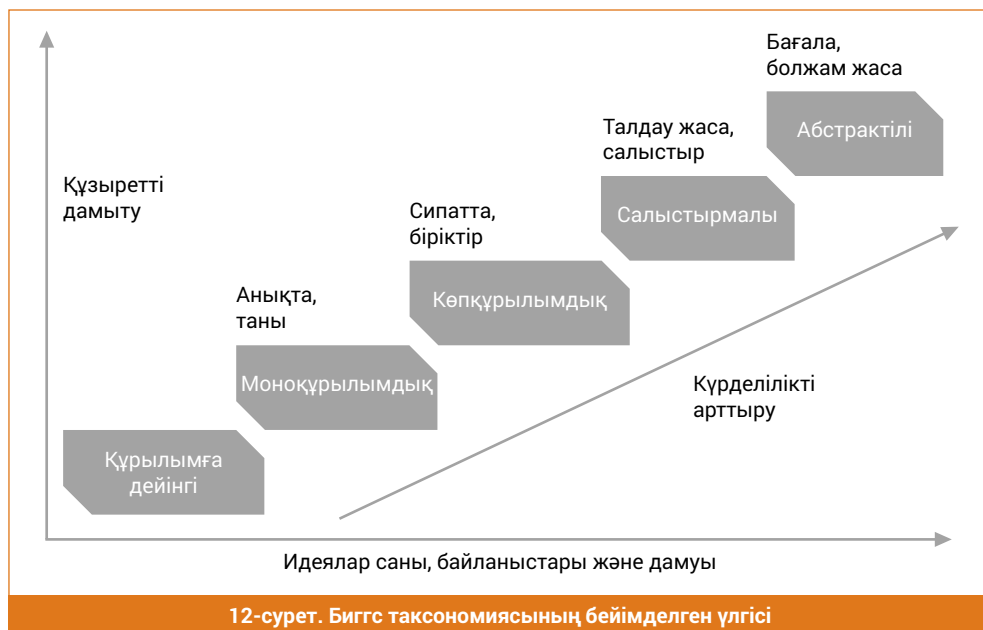 Бағала,
болжам жаса
Абстрактілі
Талдау жаса,
салыстыр
Салыстырмалы
Құзыретті
дамыту
Сипатта,
біріктір
Көпқұрылымдық
Анықта,
таны
Моноқұрылымдық
Күрделілікті
арттыру
Құрылымға
дейінгі
Идеялар саны, байланыстары және дамуы
12-сурет. Биггс таксономиясының бейімделген үлгісі